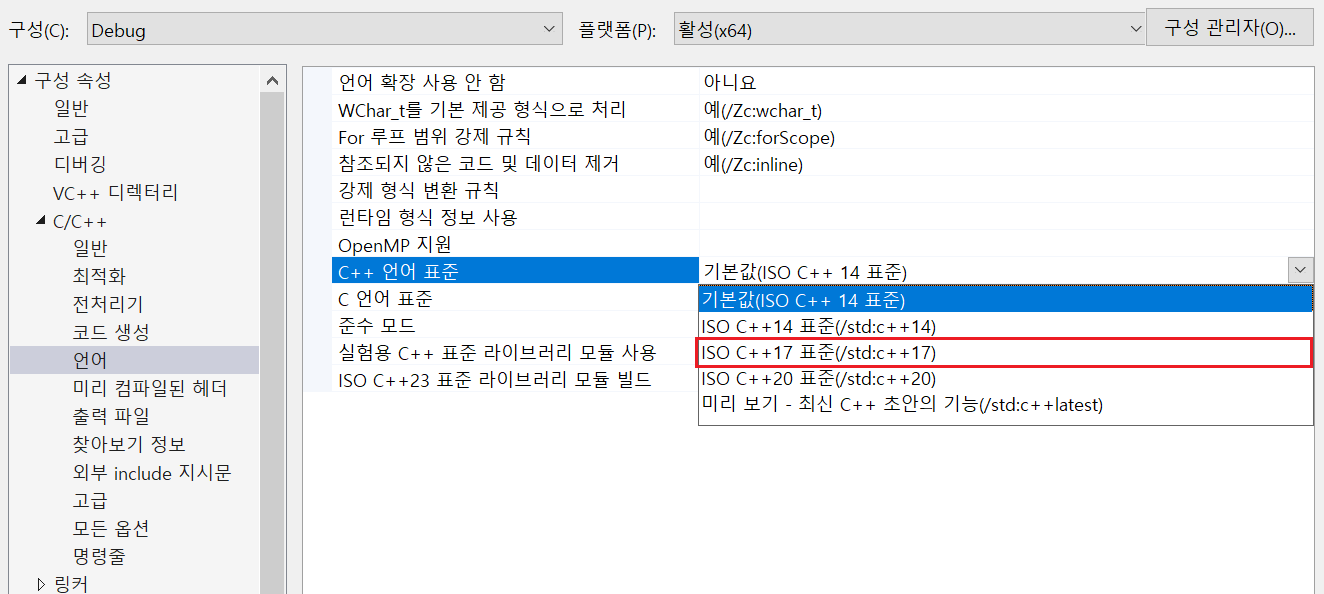 구성(C): Debug 플랫폼(P): 활성(x64) 구성 관리자(O)...
구성 속성
일반
고급
디버깅
VC++ 디렉터리
C/C++
일반
최적화
전처리기
코드 생성
언어
미리 컴파일된 헤더
출력 파일
찾아보기 정보
외부 include 지시문
고급
모든 옵션
명령줄
링커
언어 확장 사용 안 함 아니요
WChar_t를 기본 제공 형식으로 처리 예(/Zc:wchar_t)
For 루프 범위 강제 규칙 예(/Zc:forScope)
참조되지 않은 코드 및 데이터 제거 예(/Zc:inline)
강제 형식 변환 규칙
런타임 형식 정보 사용
OpenMP 지원
C++ 언어 표준 기본값(ISO C++ 14 표준)
C 언어 표준
준수 모드
실험용 C++ 표준 라이브러리 모듈 사용
ISO C++23 표준 라이브러리 모듈 빌드
기본값(ISO C++ 14 표준)
ISO C++14 표준(/std:c++14)
ISO C++17 표준(/std:c++17)
ISO C++20 표준(/std:c++20)
미리 보기 - 최신 C++ 초안의 기능(/std:c++latest)